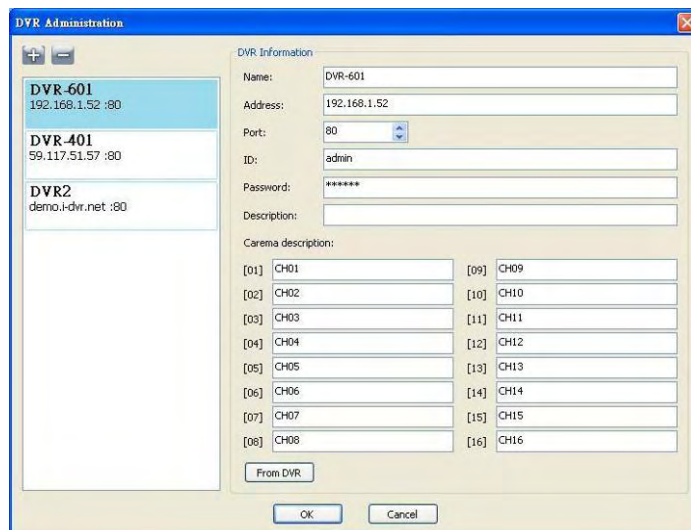 DVR Administration
DVR-601
192.168.1.52 :80
DVR-401
59.117.51.57 :80
DVR2
demo.i-dvr.net :80
DVR Information
Name: DVR-601
Address: 192.168.1.52
Port: 80
ID: admin
Password: ******
Description:
Carema description:
[01] CH01 [09] CH09
[02] CH02 [10] CH10
[03] CH03 [11] CH11
[04] CH04 [12] CH12
[05] CH05 [13] CH13
[06] CH06 [14] CH14
[07] CH07 [15] CH15
[08] CH08 [16] CH16
From DVR
OK Cancel